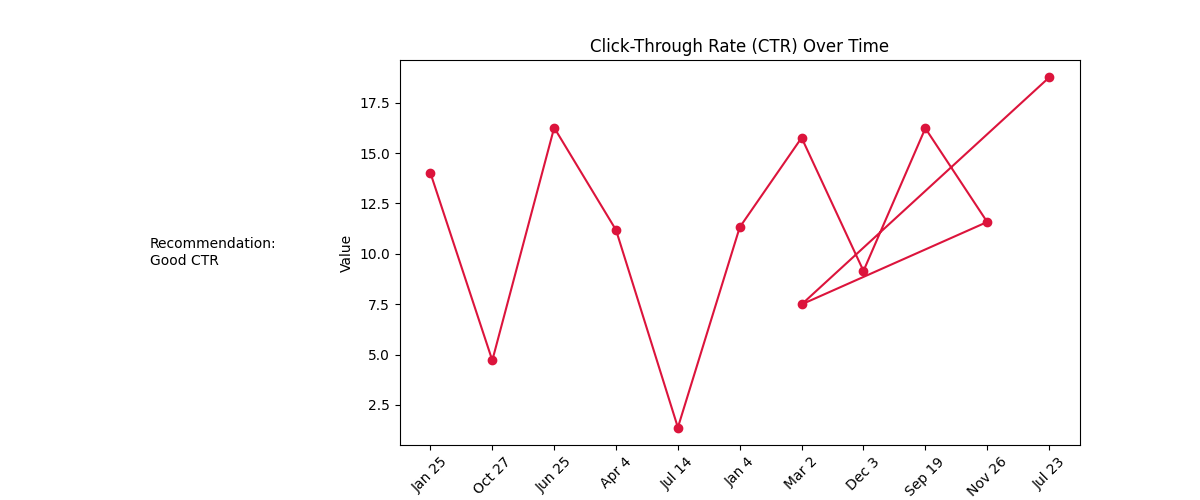 Click-Through Rate (CTR) Over Time
Recommendation:
Good CTR
Value
17.5
15.0
12.5
10.0
7.5
5.0
2.5
Jan 25
Oct 27
Jun 25
Apr 4
Jul 14
Jan 4
Mar 2
Dec 3
Sep 19
Nov 26
Jul 23